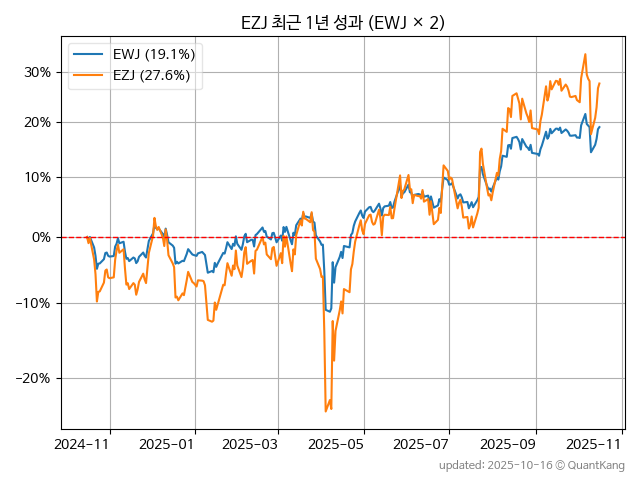 EZJ 최근 1년 성과 (EWJ × 2)
EWJ (19.1%)
EZJ (27.6%)
30%
20%
10%
0%
−10%
−20%
2024-11 2025-01 2025-03 2025-05 2025-07 2025-09 2025-11
updated: 2025-10-16 © QuantKang